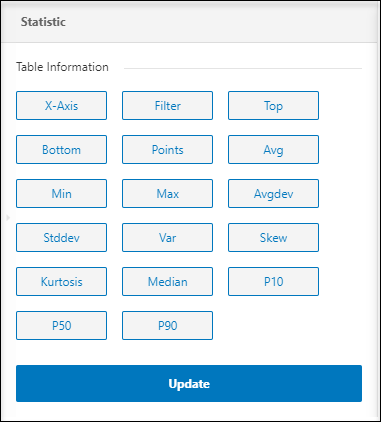 Statistic
Table Information
X-Axis Filter Top
Bottom Points Avg
Min Max Avgdev
Stddev Var Skew
Kurtosis Median P10
P50 P90
Update